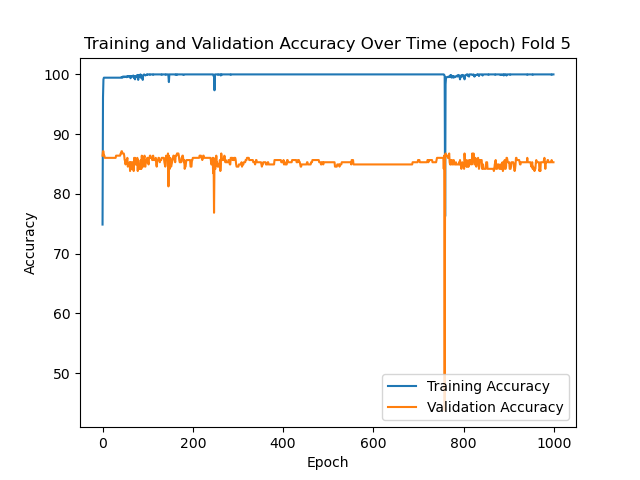 Training and Validation Accuracy Over Time (epoch) Fold 5
100
90
80
70
60
50
Accuracy
0
200
400
600
800
1000
Epoch
Training Accuracy
Validation Accuracy